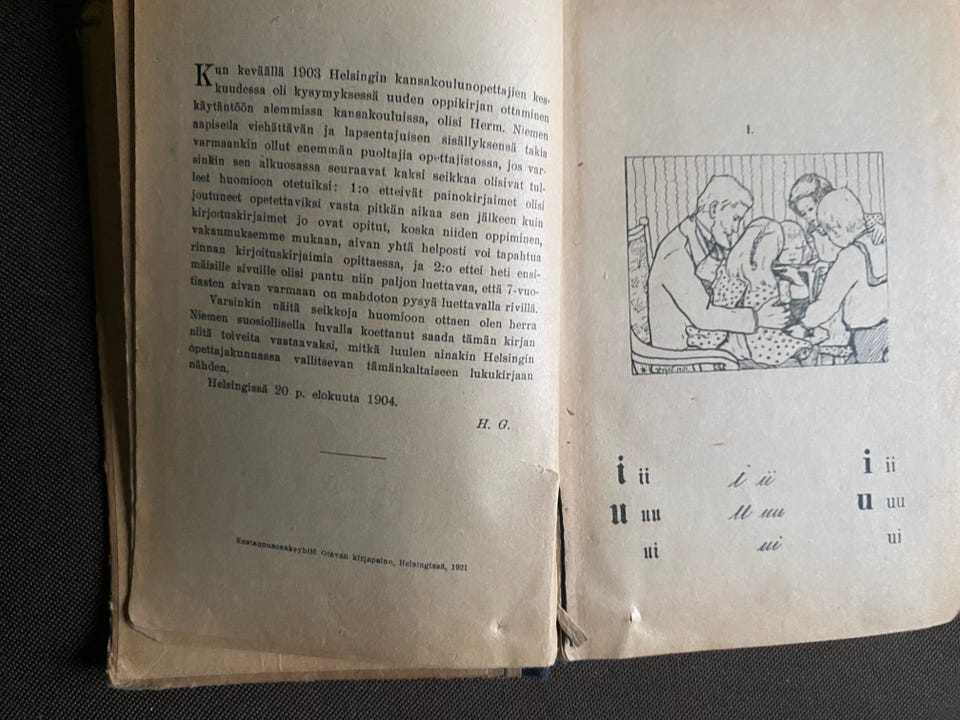 Kun keväällä 1903 Helsingin kansakoulunopettajien kes-
kuudessa oli kysymyksessä uuden oppikirjan ottaminen
käytäntöön alemmissa kansakouluissa, olisi Herm. Niemen
aapisella viehättävän ja lapsentajuisen sisällyksensä takia
varmaankin ollut enemmän puoltajia opettajistossa, jos var-
sinkin sen alkuosassa seuraavat kaksi seikkaa olisivat tul-
leet huomioon otetuiksi: 1:o etteivät painokirjaimet olisi
joutuneet opetettaviksi vasta pitkän aikaa sen jälkeen kuin
kirjoituskirjaimet jo ovat opitut, koska niiden oppiminen,
vakaumuksemme mukaan, aivan yhtä helposti voi tapahtua
rinnan kirjoituskirjaimia opittaessa, ja 2:o ettei heti ensi-
mäisille sivuille olisi pantu niin paljon luettavaa, että 7-vuo-
tiasten aivan varmaan on mahdoton pysyä luettavalla rivillä.
Varsinkin näitä seikkoja huomioon ottaen olen herra
Niemen suosiollisella luvalla koettanut saada tämän kirjan
niitä toiveita vastaavaksi, mitkä luulen ainakin Helsingin
opettajakunnassa vallitsevan tämänkaltaiseen lukukirjaan
nähden.
Helsingissä 20 p. elokuuta 1904.
H. G.
Kustannusosakeyhtiö Otavan kirjapaino, Helsingissä, 1921
1.
i ii i ii i ii
u uu u uu u uu
ui ui ui